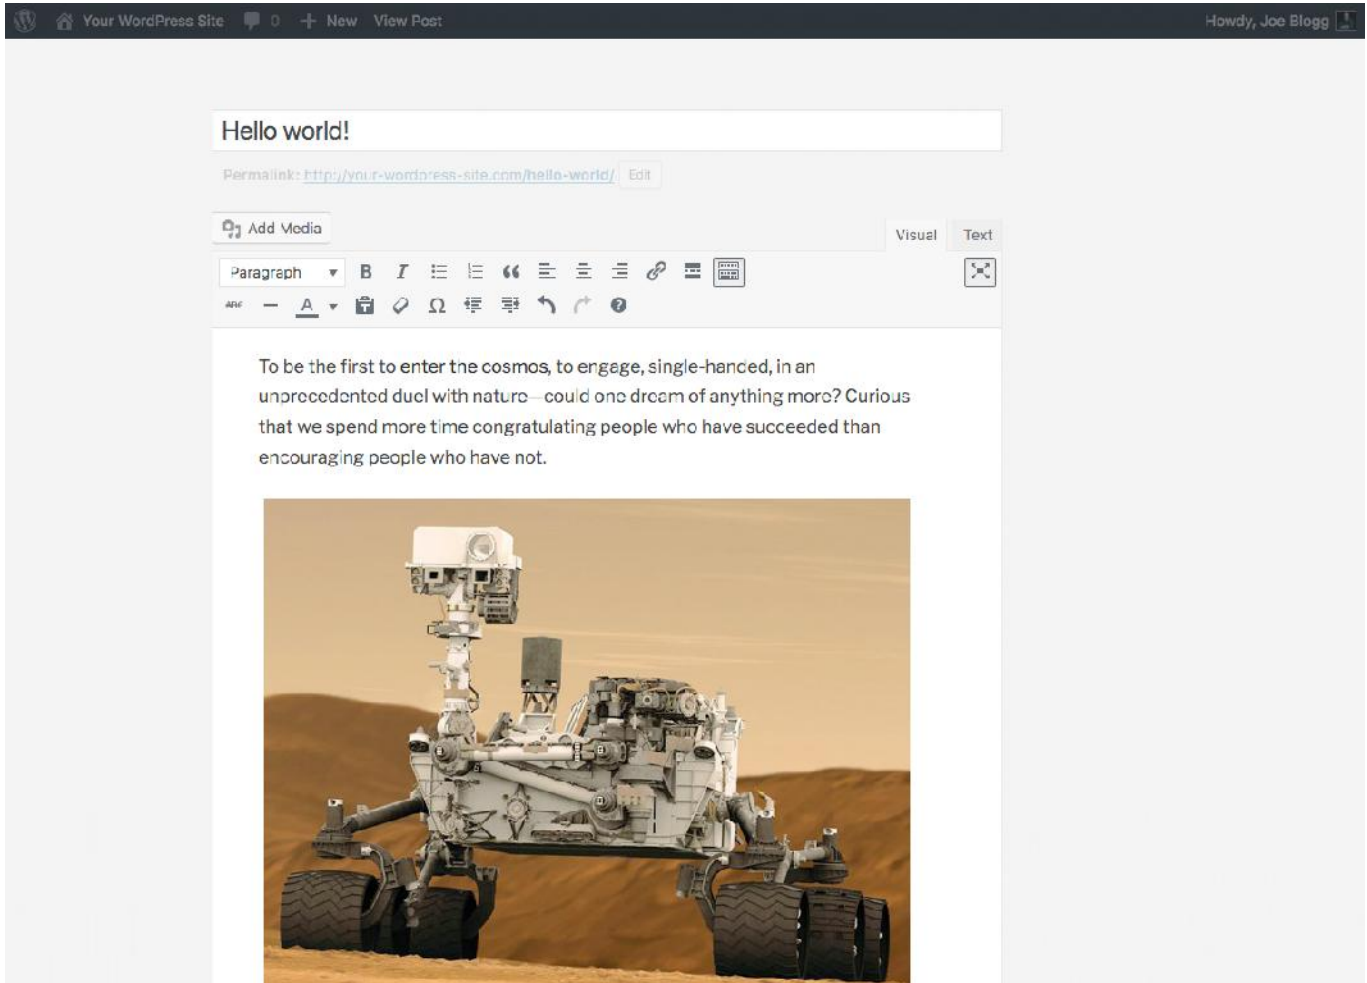 Your WordPress Site 0 New View Post Howdy, Joe Blogg
Hello world!
Permalink: http://your-wordpress-site.com/hello-world/ Edit
Add Media
Visual Text
Paragraph B I
ABC A Ω
To be the first to enter the cosmos, to engage, single-handed, in an
unprecedented duel with nature—could one dream of anything more? Curious
that we spend more time congratulating people who have succeeded than
encouraging people who have not.